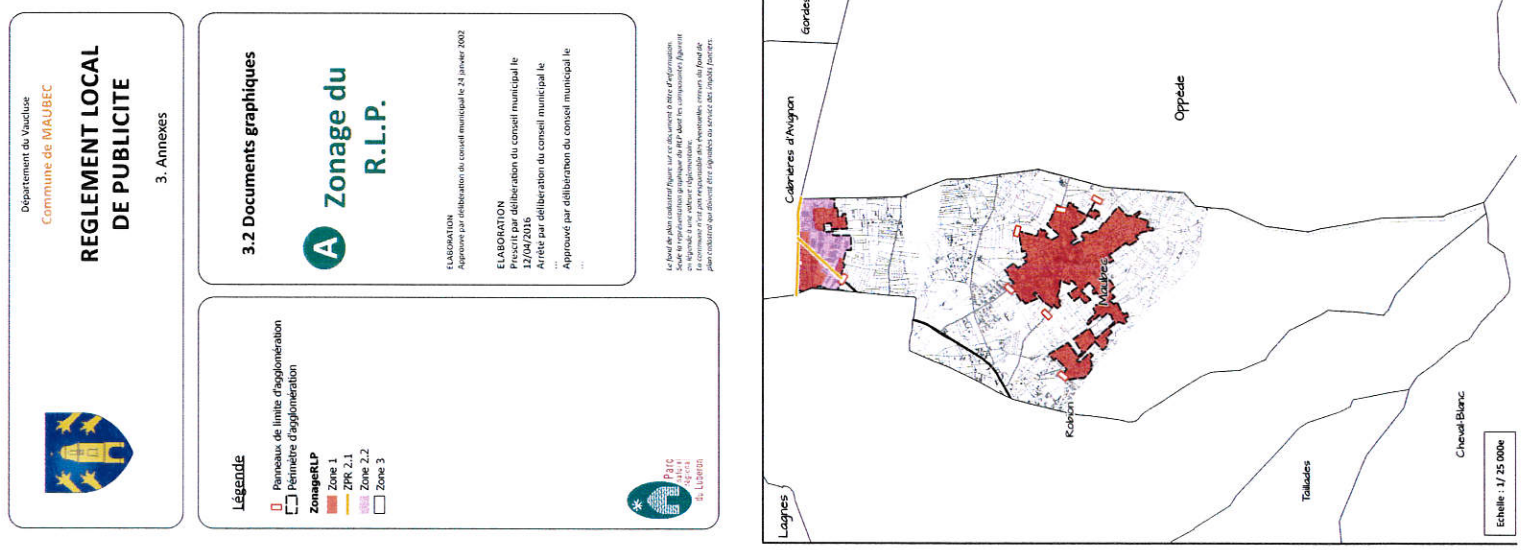 Département du Vaucluse
Commune de MAUBEC
REGLEMENT LOCAL
DE PUBLICITE
3. Annexes
3.2 Documents graphiques
A
Zonage du
R.L.P.
ELABORATION
Approuvé par délibération du conseil municipal le 24 janvier 2002
ELABORATION
Prescrit par délibération du conseil municipal le
12/04/2016
Arrêté par délibération du conseil municipal le
...
Approuvé par délibération du conseil municipal le
...
Le fond de plan cadastral figure sur ce document à titre d'information.
Seule la représentation graphique du RLP dont les composantes figurent
en légende a une valeur réglementaire.
La commune n'est pas responsable des éventuelles erreurs du fond de
plan cadastral qui doivent être signalées au service des impôts fonciers.
Légende
Panneaux de limite d'agglomération
Périmètre d'agglomération
ZonageRLP
Zone 1
ZPR 2.1
Zone 2.2
Zone 3
Parc
naturel
régional
du Luberon
Lagnes
Gordes
Cabrières d'Avignon
Robion
Maubec
Oppède
Taillades
Cheval-Blanc
Echelle : 1/ 25 000e